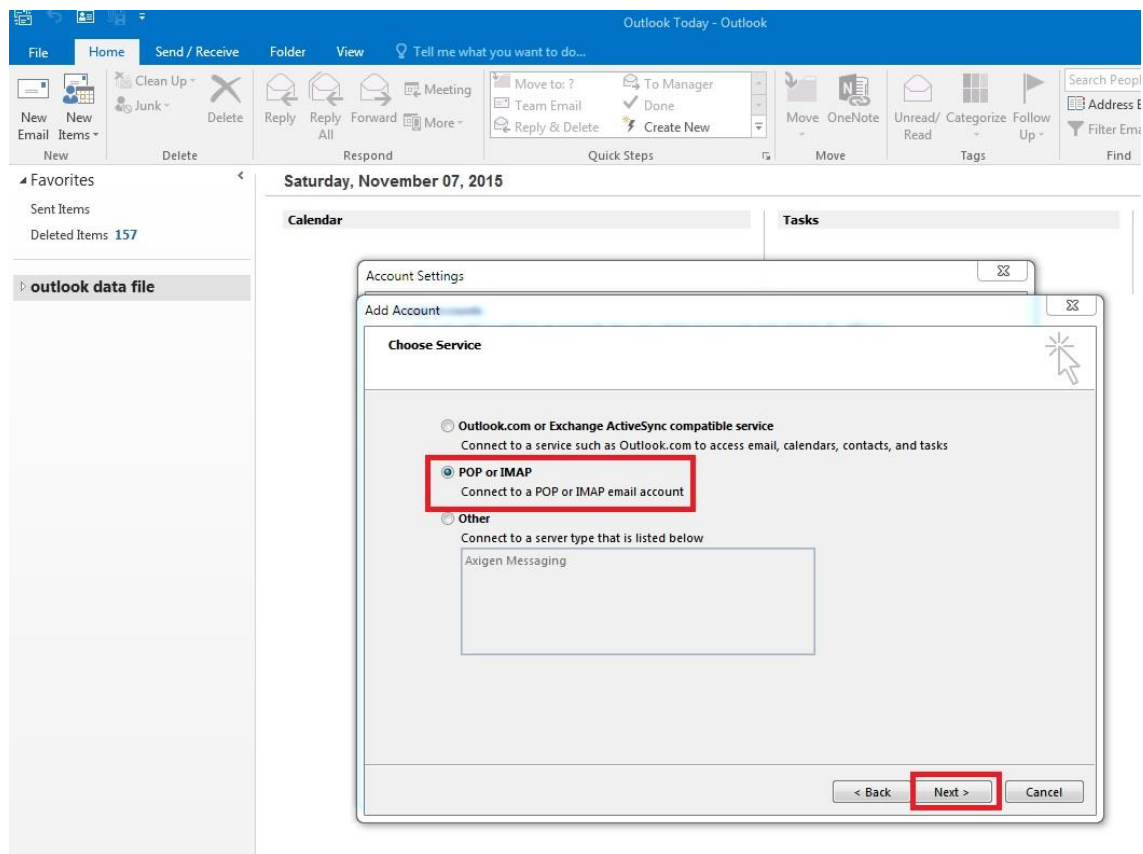 Outlook Today - Outlook
File Home Send / Receive Folder View Tell me what you want to do...
New Email
New Items
Clean Up
Junk
Delete
Reply
Reply All
Forward
Meeting
More
Move to: ?
Team Email
Reply & Delete
To Manager
Done
Create New
Move
OneNote
Unread/ Read
Categorize
Follow Up
Search Peopl
Address B
Filter Ema
New Delete Respond Quick Steps Move Tags Find
Favorites
Sent Items
Deleted Items 157
outlook data file
Saturday, November 07, 2015
Calendar
Tasks
Account Settings
Add Account
Choose Service
Outlook.com or Exchange ActiveSync compatible service
Connect to a service such as Outlook.com to access email, calendars, contacts, and tasks
POP or IMAP
Connect to a POP or IMAP email account
Other
Connect to a server type that is listed below
Axigen Messaging
< Back Next > Cancel